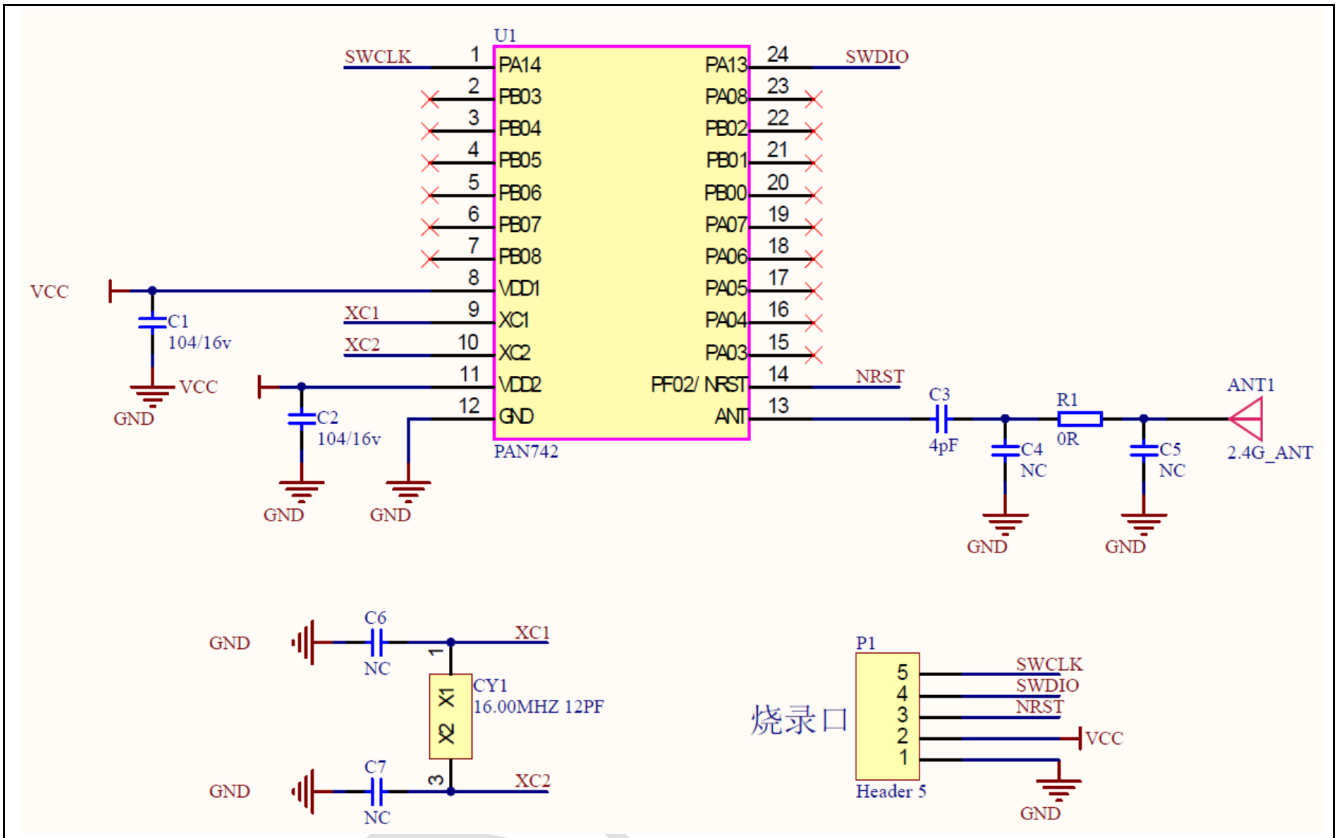 U1
SWCLK 1 PA14 PA13 24 SWDIO
2 PB03 PA08 23
3 PB04 PB02 22
4 PB05 PB01 21
5 PB06 PB00 20
6 PB07 PA07 19
7 PB08 PA06 18
VCC 8 VDD1 PA05 17
C1 XC1 9 XC1 PA04 16
104/16v XC2 10 XC2 PA03 15
VCC 11 VDD2 PF02/ NRST 14 NRST
GND C2 12 GND ANT 13
104/16v PAN742
GND GND
C3
4pF
C4
NC
GND
R1
0R
C5
NC
GND
ANT1
2.4G_ANT
C6
GND XC1
NC
1
X1
X2
3
CY1
16.00MHZ 12PF
C7
GND XC2
NC
P1
5 SWCLK
4 SWDIO
烧录口 3 NRST
2 VCC
1
Header 5
GND